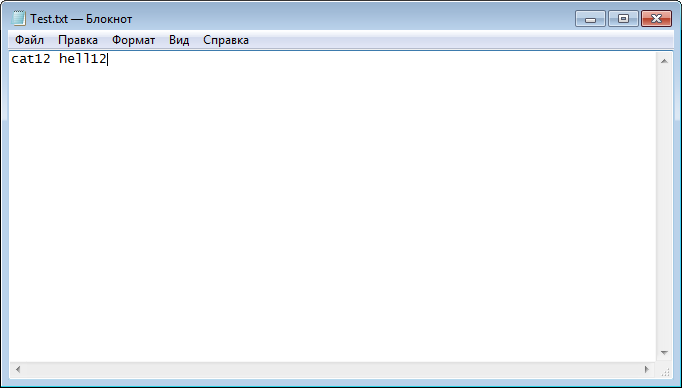 Test.txt — Блокнот
Файл Правка Формат Вид Справка
cat12 hell12